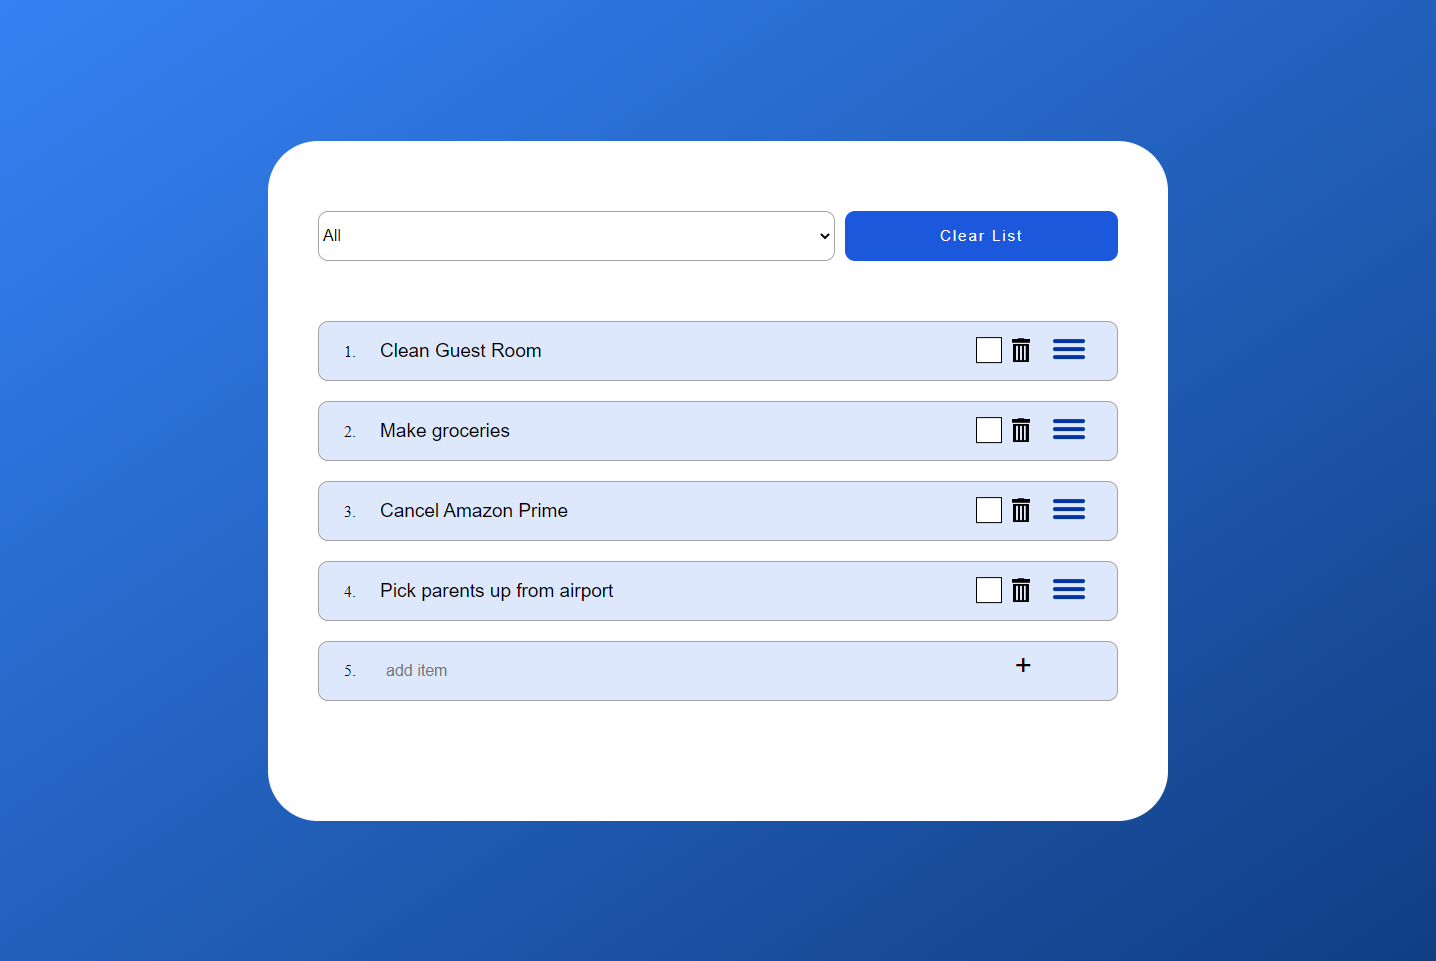 All
Clear List
1. Clean Guest Room
2. Make groceries
3. Cancel Amazon Prime
4. Pick parents up from airport
5. add item +